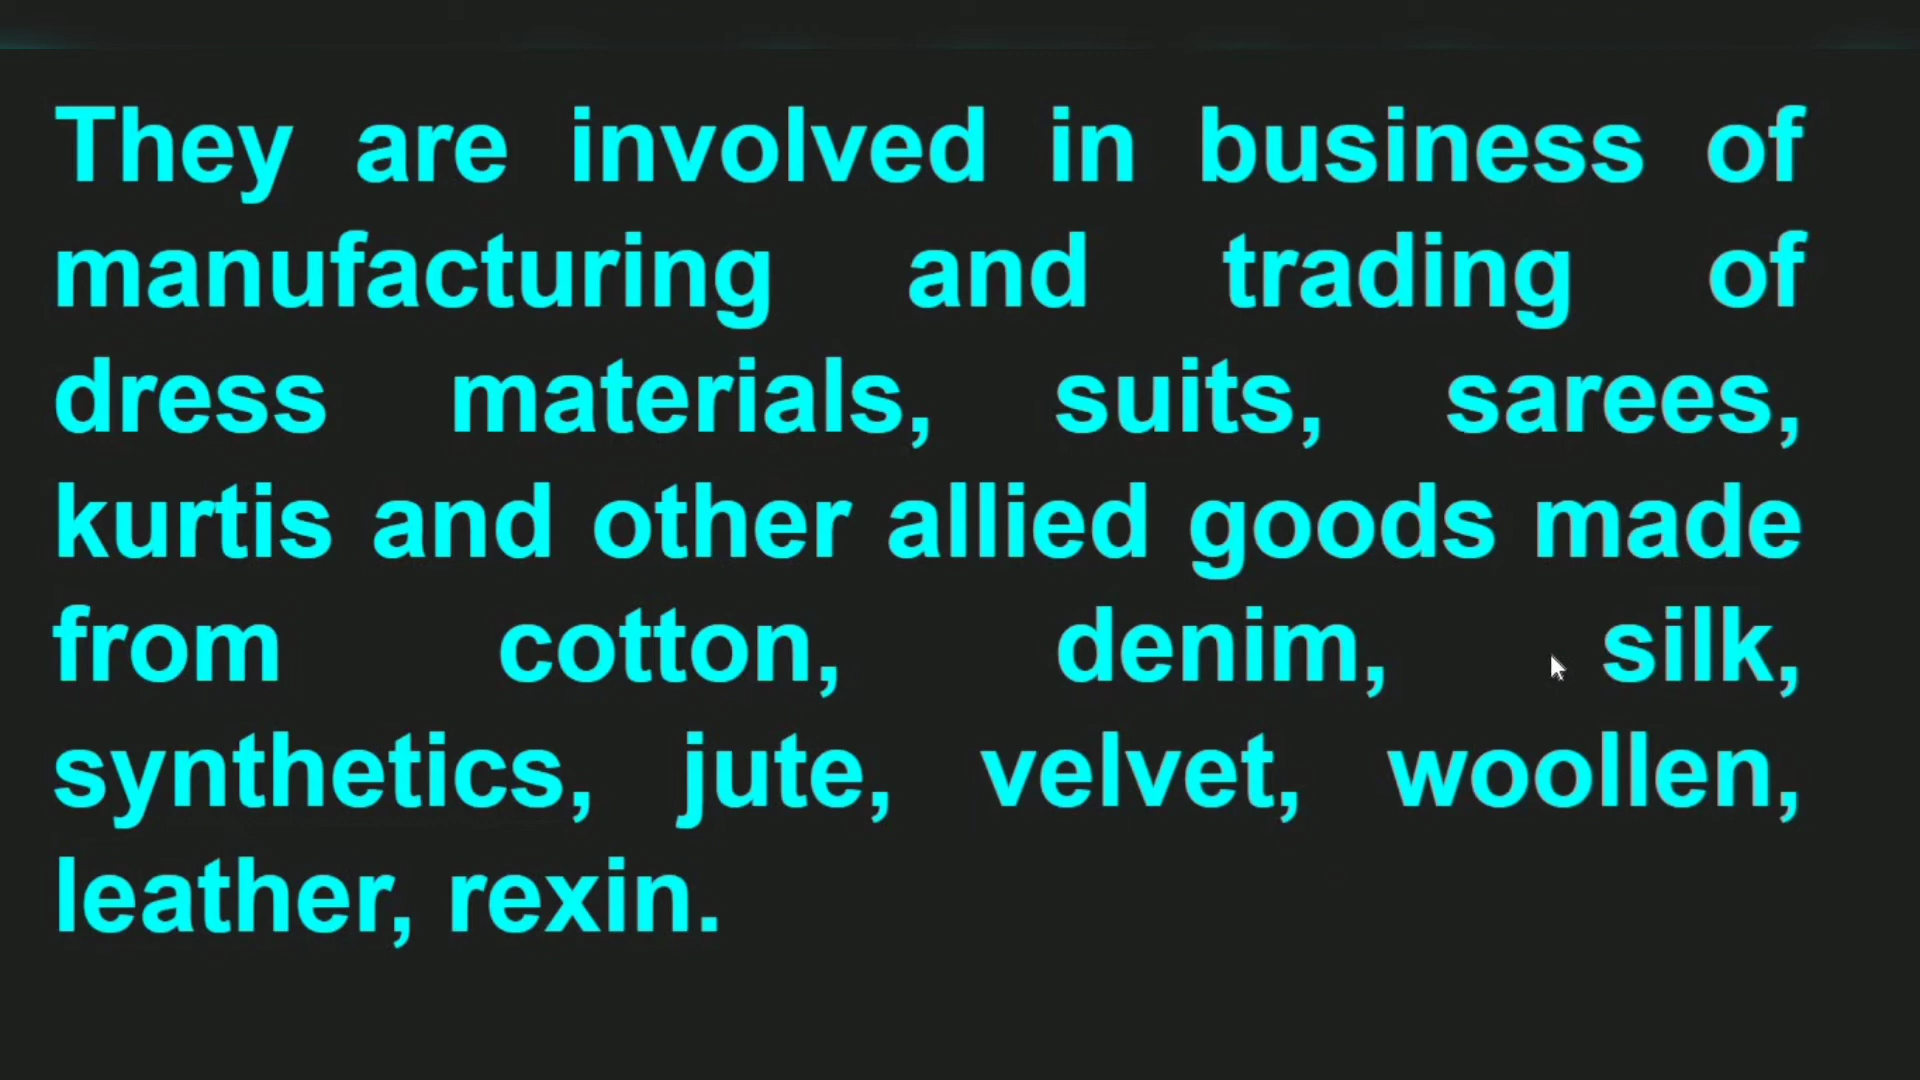 They are involved in business of
manufacturing and trading of
dress materials, suits, sarees,
kurtis and other allied goods made
from cotton, denim, silk,
synthetics, jute, velvet, woollen,
leather, rexin.